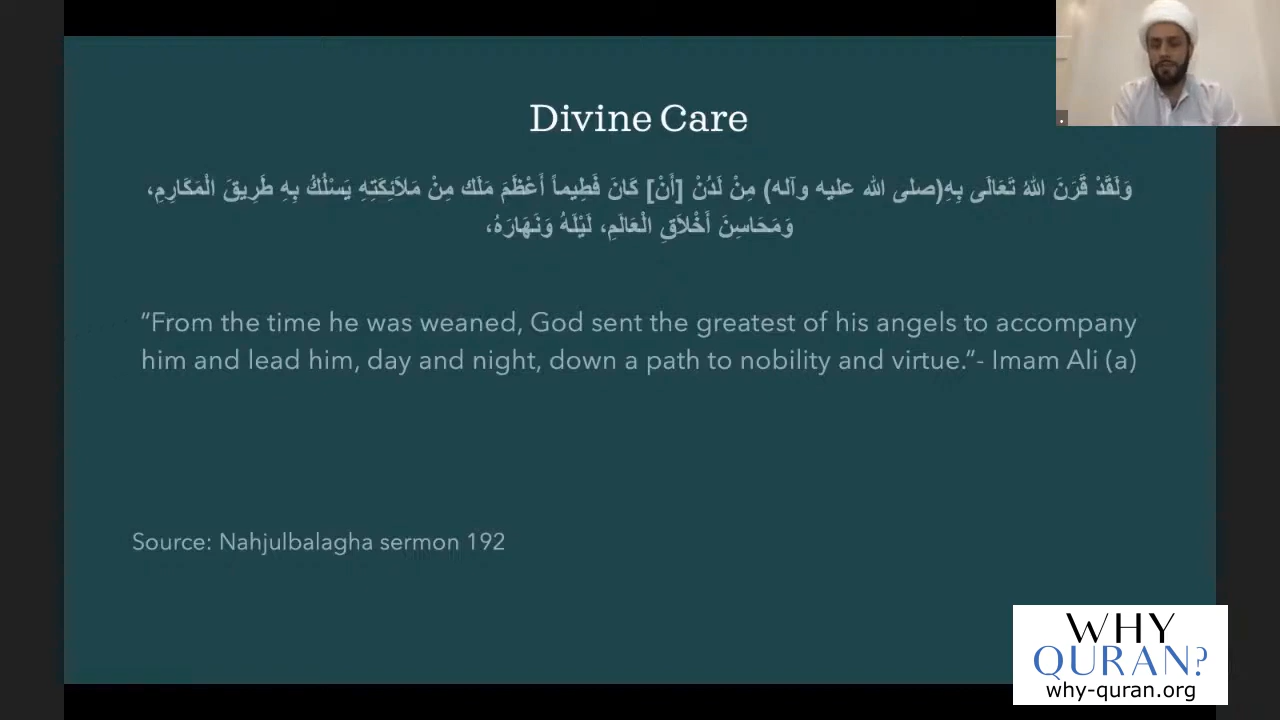 Divine Care
وَلَقَدْ قَرَنَ اللهُ تَعَالَى بِهِ(صلى الله عليه وآله) مِنْ لَدُنْ [أَنْ] كَانَ فَطِيماً أَعْظَمَ مَلَك مِنْ مَلاَئِكَتِهِ يَسْلُكُ بِهِ طَرِيقَ الْمَكَارِمِ،
وَمَحَاسِنَ أَخْلاَقِ الْعَالَمِ، لَيْلَهُ وَنَهَارَهُ،
“From the time he was weaned, God sent the greatest of his angels to accompany
him and lead him, day and night, down a path to nobility and virtue.”- Imam Ali (a)
Source: Nahjulbalagha sermon 192
WHY
QURAN?
why-quran.org